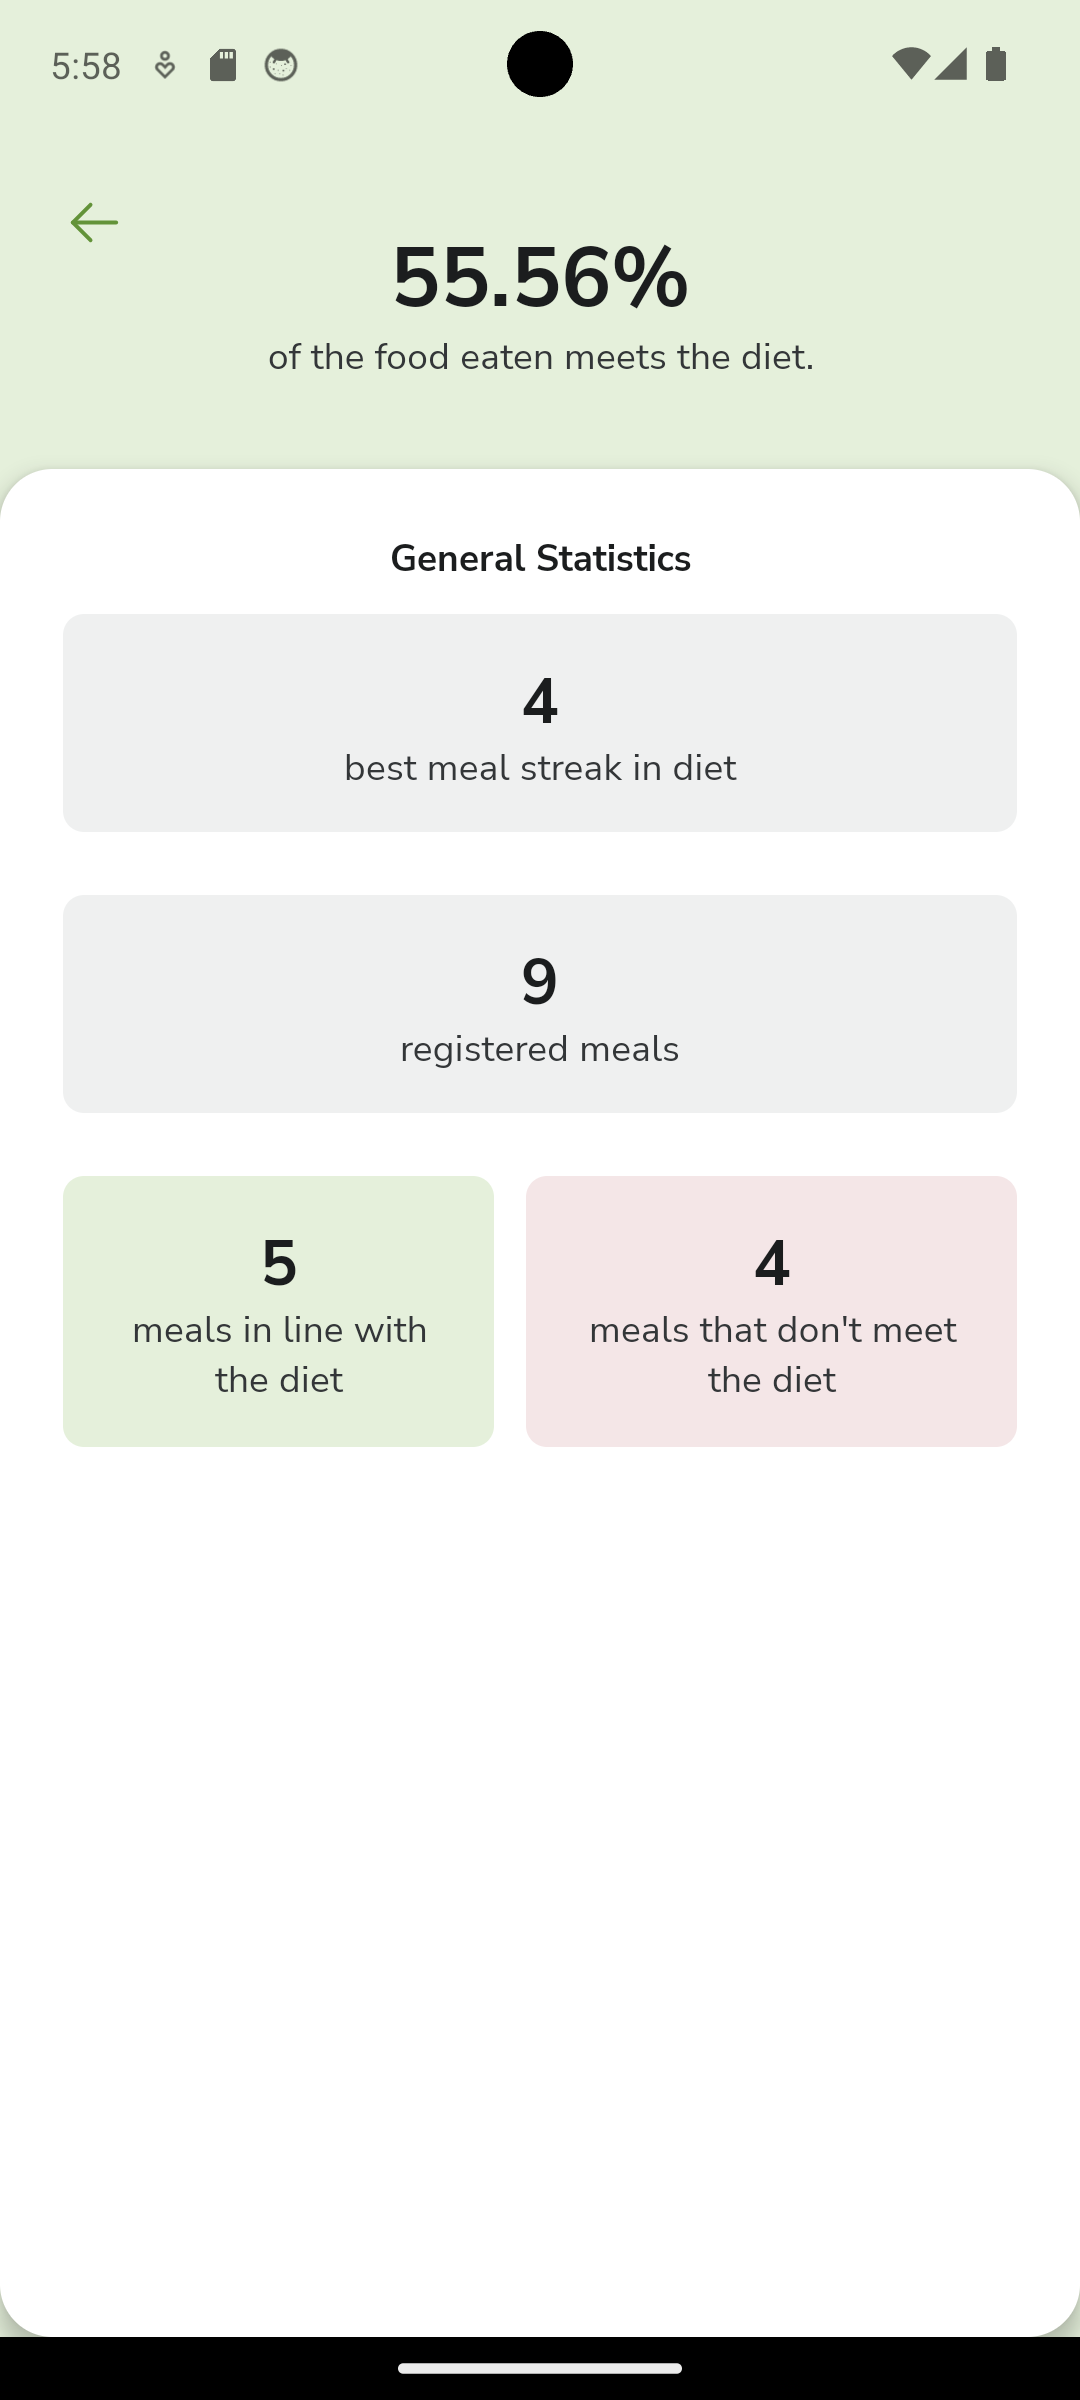 5:58
55.56%
of the food eaten meets the diet.
General Statistics
4
best meal streak in diet
9
registered meals
5
meals in line with
the diet
4
meals that don't meet
the diet